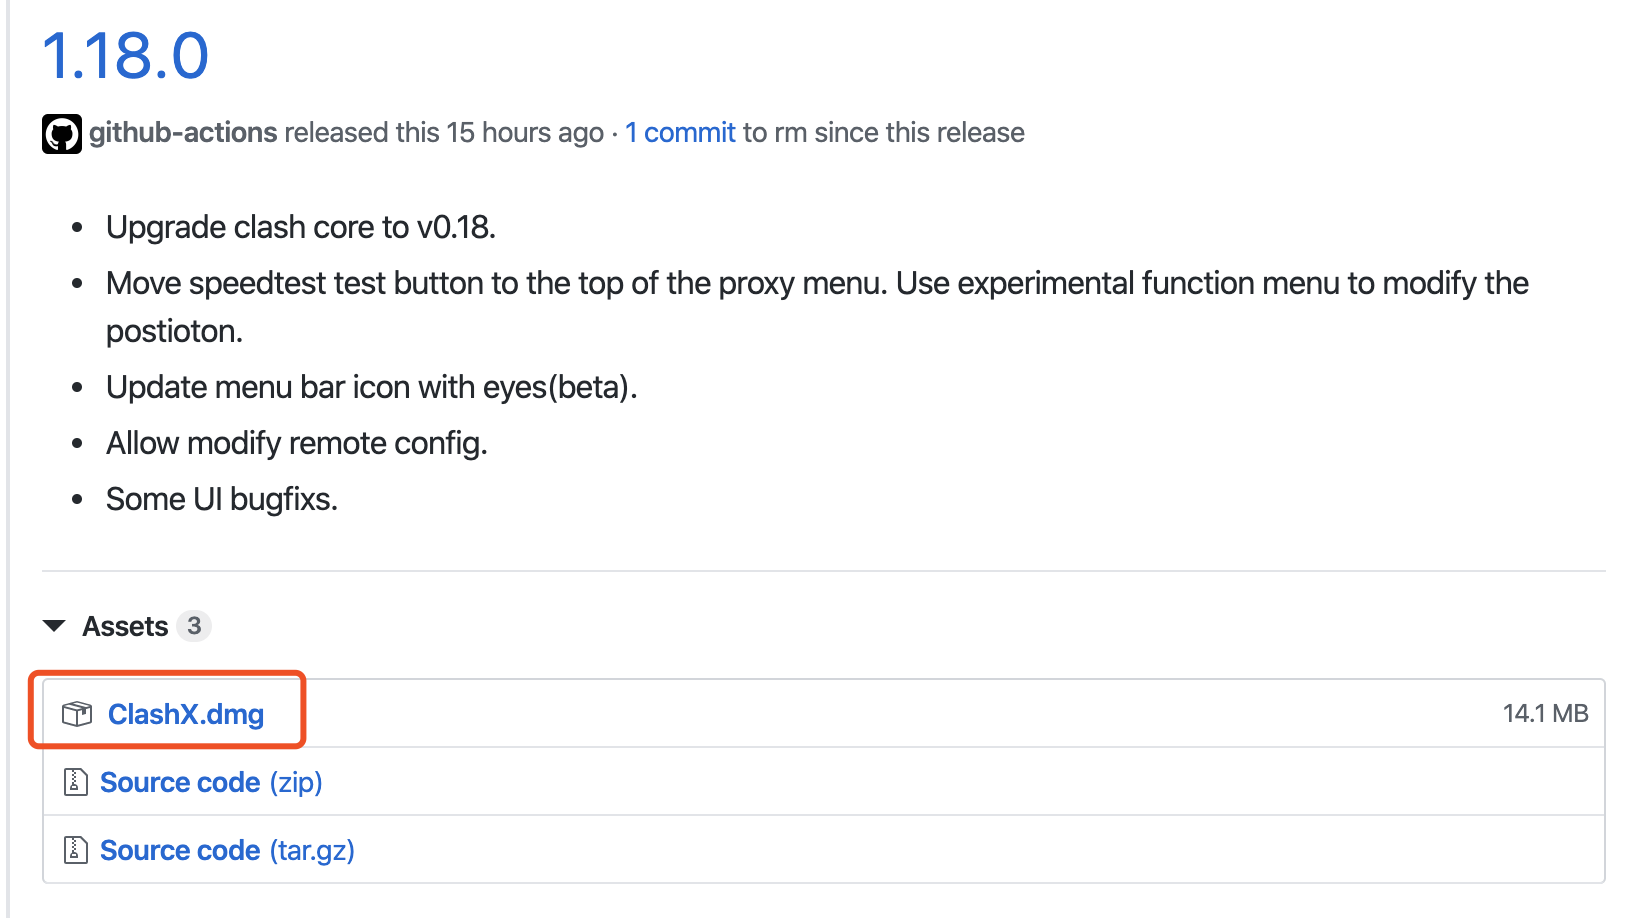 1.18.0
github-actions released this 15 hours ago · 1 commit to rm since this release
• Upgrade clash core to v0.18.
• Move speedtest test button to the top of the proxy menu. Use experimental function menu to modify the
postioton.
• Update menu bar icon with eyes(beta).
• Allow modify remote config.
• Some UI bugfixs.
Assets 3
ClashX.dmg 14.1 MB
Source code (zip)
Source code (tar.gz)